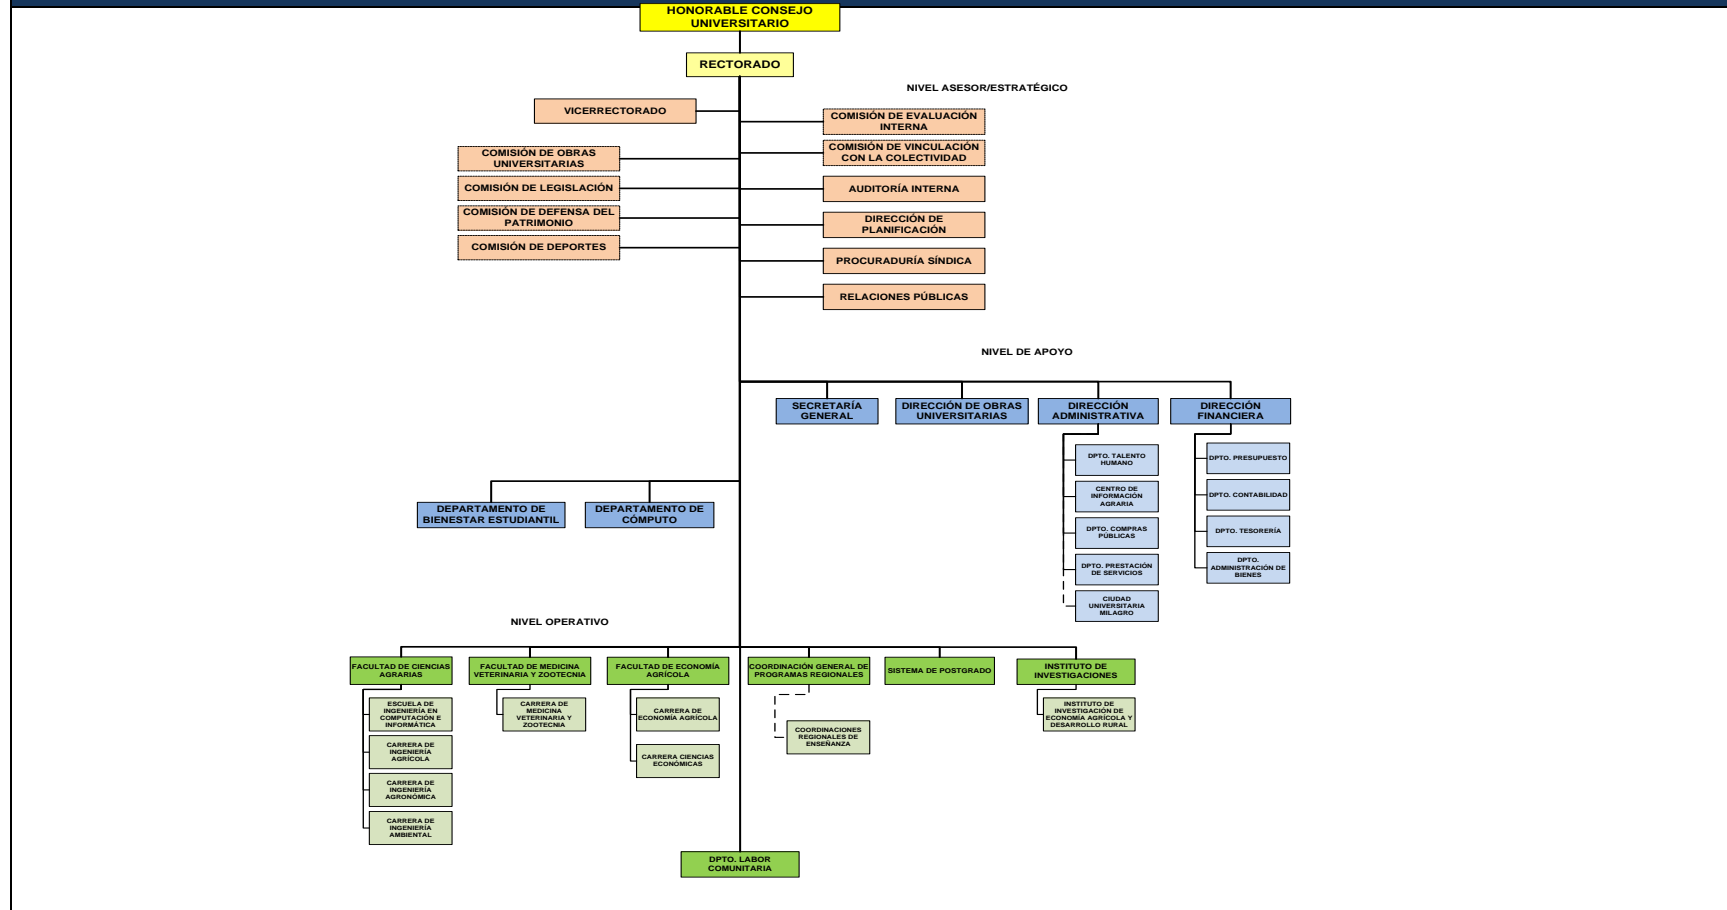 HONORABLE CONSEJO
UNIVERSITARIO
RECTORADO
NIVEL ASESOR/ESTRATÉGICO
VICERRECTORADO
COMISIÓN DE OBRAS
UNIVERSITARIAS
COMISIÓN DE LEGISLACIÓN
COMISIÓN DE DEFENSA DEL
PATRIMONIO
COMISIÓN DE DEPORTES
COMISIÓN DE EVALUACIÓN
INTERNA
COMISIÓN DE VINCULACIÓN
CON LA COLECTIVIDAD
AUDITORÍA INTERNA
DIRECCIÓN DE
PLANIFICACIÓN
PROCURADURÍA SÍNDICA
RELACIONES PÚBLICAS
NIVEL DE APOYO
SECRETARÍA
GENERAL
DIRECCIÓN DE OBRAS
UNIVERSITARIAS
DIRECCIÓN
ADMINISTRATIVA
DPTO. TALENTO
HUMANO
CENTRO DE
INFORMACIÓN
AGRARIA
DPTO. COMPRAS
PÚBLICAS
DPTO. PRESTACIÓN
DE SERVICIOS
CIUDAD
UNIVERSITARIA
MILAGRO
DIRECCIÓN
FINANCIERA
DPTO. PRESUPUESTO
DPTO. CONTABILIDAD
DPTO. TESORERÍA
DPTO.
ADMINISTRACIÓN DE
BIENES
DEPARTAMENTO DE
BIENESTAR ESTUDIANTIL
DEPARTAMENTO DE
CÓMPUTO
NIVEL OPERATIVO
FACULTAD DE CIENCIAS
AGRARIAS
ESCUELA DE
INGENIERÍA EN
COMPUTACIÓN E
INFORMÁTICA
CARRERA DE
INGENIERÍA
AGRÍCOLA
CARRERA DE
INGENIERÍA
AGRONÓMICA
CARRERA DE
INGENIERÍA
AMBIENTAL
FACULTAD DE MEDICINA
VETERINARIA Y ZOOTECNIA
CARRERA DE
MEDICINA
VETERINARIA Y
ZOOTECNIA
FACULTAD DE ECONOMÍA
AGRÍCOLA
CARRERA DE
ECONOMÍA AGRÍCOLA
CARRERA CIENCIAS
ECONÓMICAS
COORDINACIÓN GENERAL DE
PROGRAMAS REGIONALES
COORDINACIONES
REGIONALES DE
ENSEÑANZA
SISTEMA DE POSTGRADO
INSTITUTO DE
INVESTIGACIONES
INSTITUTO DE
INVESTIGACIÓN DE
ECONOMÍA AGRÍCOLA Y
DESARROLLO RURAL
DPTO. LABOR
COMUNITARIA